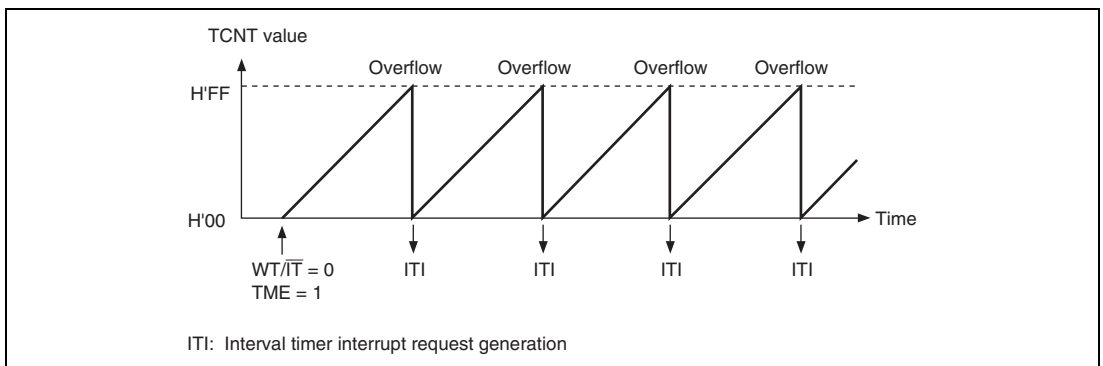 TCNT value
Overflow Overflow Overflow Overflow
H'FF
H'00
Time
WT/I̅T̅ = 0
TME = 1
ITI ITI ITI ITI
ITI: Interval timer interrupt request generation